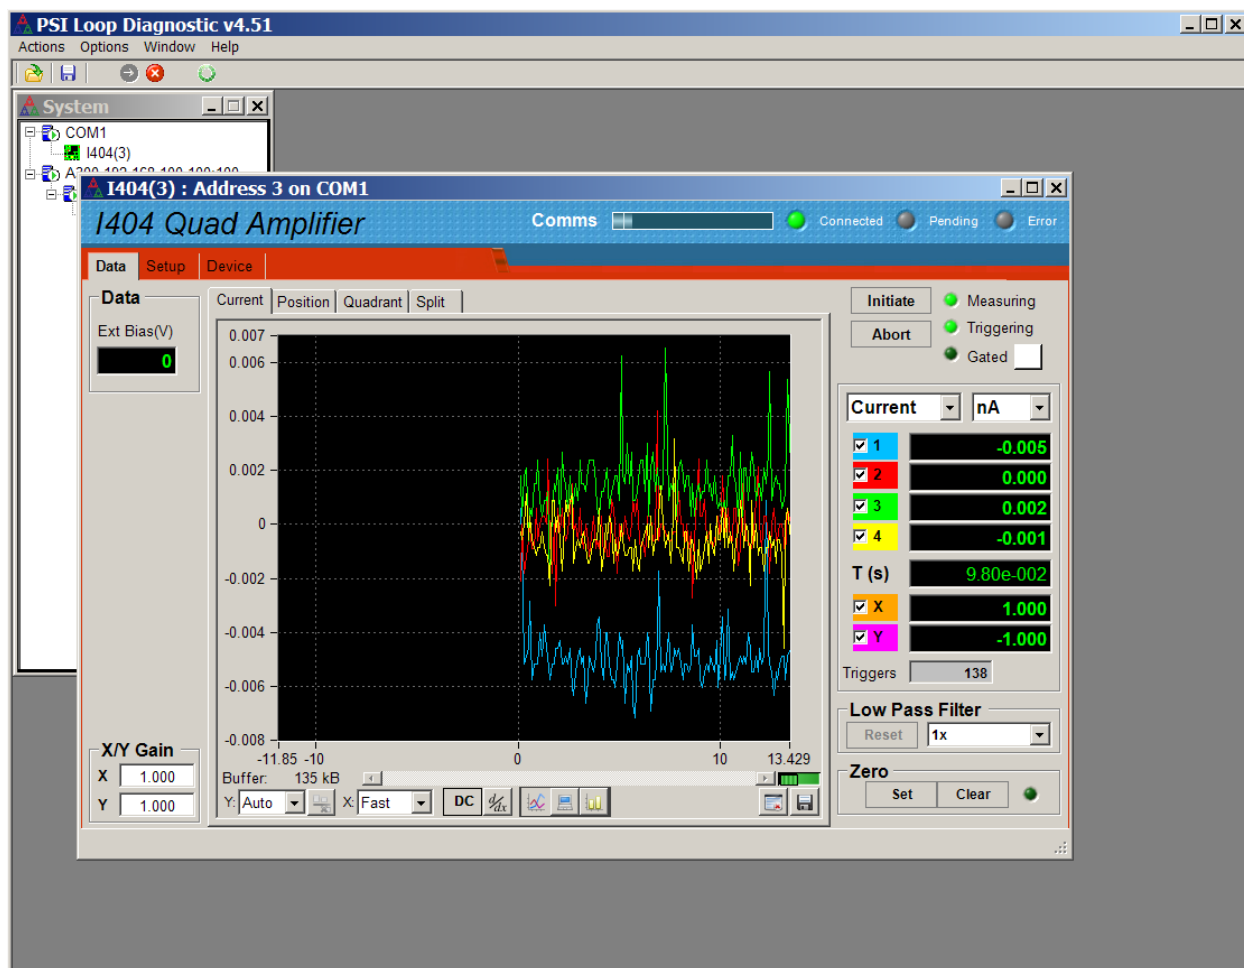 PSI Loop Diagnostic v4.51
Actions Options Window Help
System
COM1
I404(3)
I404(3) : Address 3 on COM1
I404 Quad Amplifier
Comms
Connected
Pending
Error
Data Setup Device
Data
Ext Bias(V)
0
Current Position Quadrant Split
0.007
0.006
0.004
0.002
0
-0.002
-0.004
-0.006
-0.008
-11.85 -10 0 10 13.429
Buffer: 135 kB
Y: Auto X: Fast DC d/dx
X/Y Gain
X 1.000
Y 1.000
Initiate Measuring
Abort Triggering
Gated
Current nA
1 -0.005
2 0.000
3 0.002
4 -0.001
T (s) 9.80e-002
X 1.000
Y -1.000
Triggers 138
Low Pass Filter
Reset 1x
Zero
Set Clear